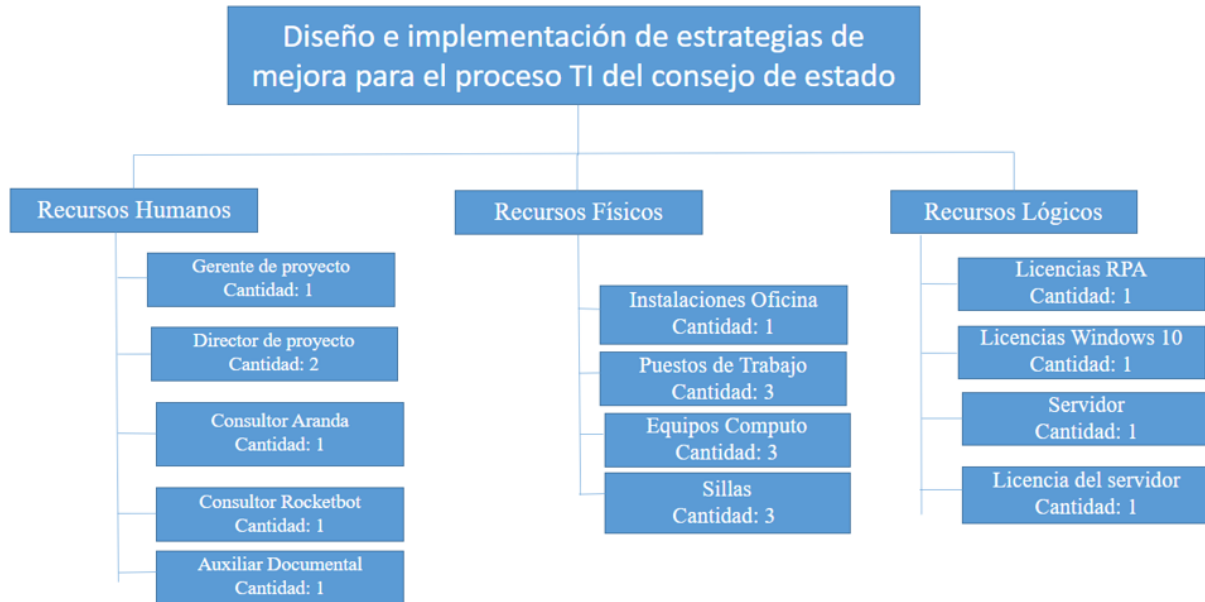 Diseño e implementación de estrategias de
mejora para el proceso TI del consejo de estado
Recursos Humanos
Gerente de proyecto
Cantidad: 1
Director de proyecto
Cantidad: 2
Consultor Aranda
Cantidad: 1
Consultor Rocketbot
Cantidad: 1
Auxiliar Documental
Cantidad: 1
Recursos Físicos
Instalaciones Oficina
Cantidad: 1
Puestos de Trabajo
Cantidad: 3
Equipos Computo
Cantidad: 3
Sillas
Cantidad: 3
Recursos Lógicos
Licencias RPA
Cantidad: 1
Licencias Windows 10
Cantidad: 1
Servidor
Cantidad: 1
Licencia del servidor
Cantidad: 1